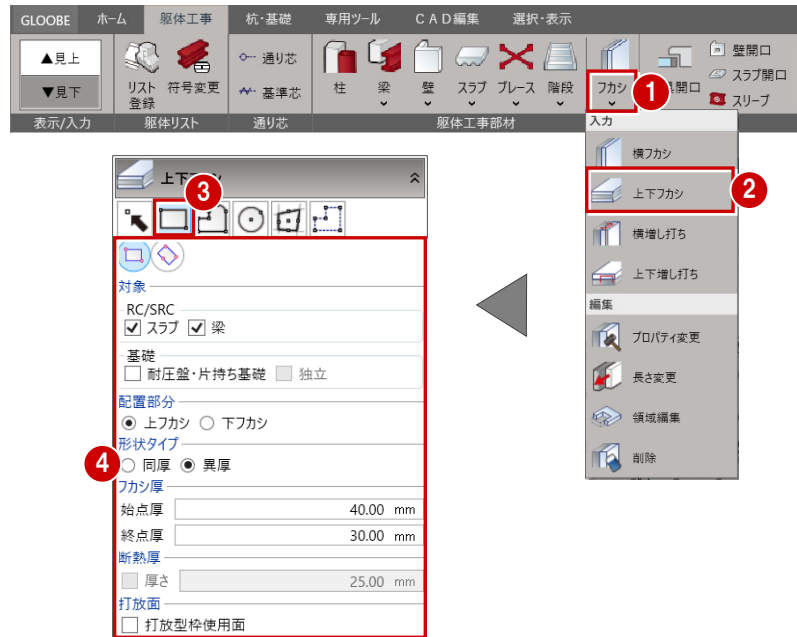 GLOOBE ホーム 躯体工事 杭・基礎 専用ツール CAD編集 選択・表示
▲見上
▼見下
リスト登録 符号変更
通り芯
基準芯
柱 梁 壁 スラブ ブレース 階段 フカシ 開口
壁開口
スラブ開口
スリーブ
表示/入力 躯体リスト 通り芯 躯体工事部材
1
入力
横フカシ
上下フカシ
2
横増し打ち
上下増し打ち
編集
プロパティ変更
長さ変更
領域編集
削除
上下フカシ
3
対象
RC/SRC
スラブ 梁
基礎
耐圧盤・片持ち基礎 独立
配置部分
上フカシ 下フカシ
形状タイプ
4
同厚 異厚
フカシ厚
始点厚 40.00 mm
終点厚 30.00 mm
断熱厚
厚さ 25.00 mm
打放面
打放型枠使用面